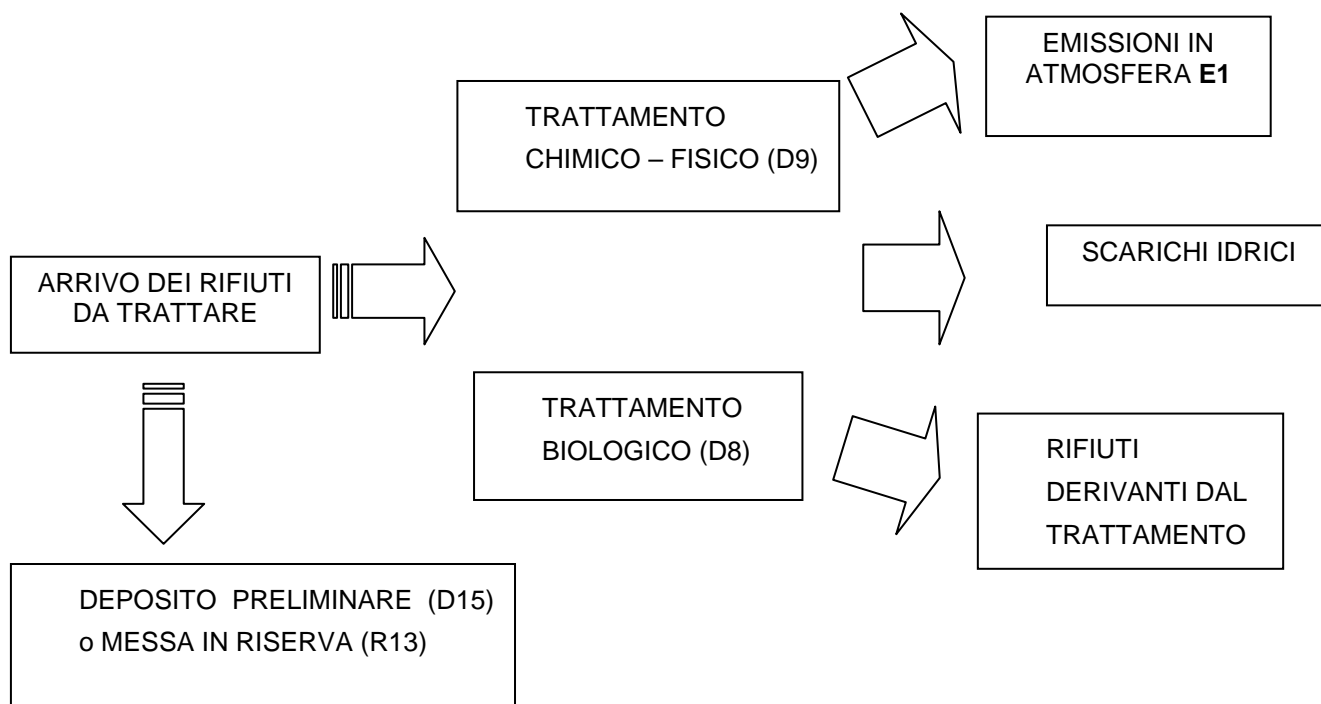 EMISSIONI IN
ATMOSFERA E1
TRATTAMENTO
CHIMICO – FISICO (D9)
SCARICHI IDRICI
ARRIVO DEI RIFIUTI
DA TRATTARE
TRATTAMENTO
BIOLOGICO (D8)
RIFIUTI
DERIVANTI DAL
TRATTAMENTO
DEPOSITO PRELIMINARE (D15)
o MESSA IN RISERVA (R13)